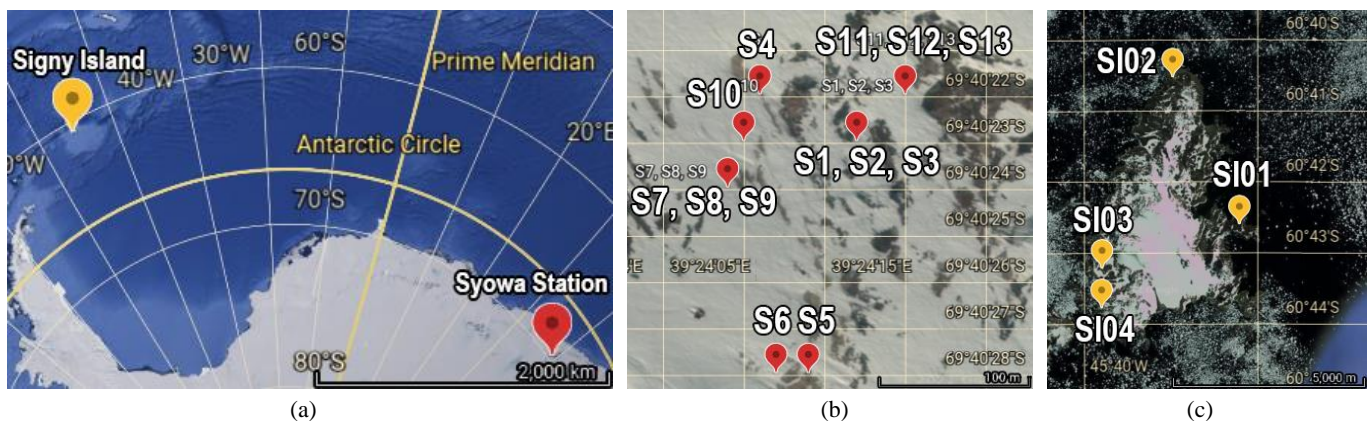 Signy Island
40°W
30°W
60°S
Prime Meridian
20°E
0°W
Antarctic Circle
70°S
Syowa Station
80°S
2,000 km
(a)
S4
S11, S12, S13
69°40'22"S
S10
10
S1, S2, S3
69°40'23"S
S1, S2, S3
S7, S8, S9
69°40'24"S
S7, S8, S9
69°40'25"S
39°24'05"E
39°24'15"E
69°40'26"S
69°40'27"S
S6
S5
69°40'28"S
100 m
(b)
60°40'S
SI02
60°41'S
60°42'S
SI01
SI03
60°43'S
SI04
60°44'S
45°40'W
60°
5,000 m
(c)